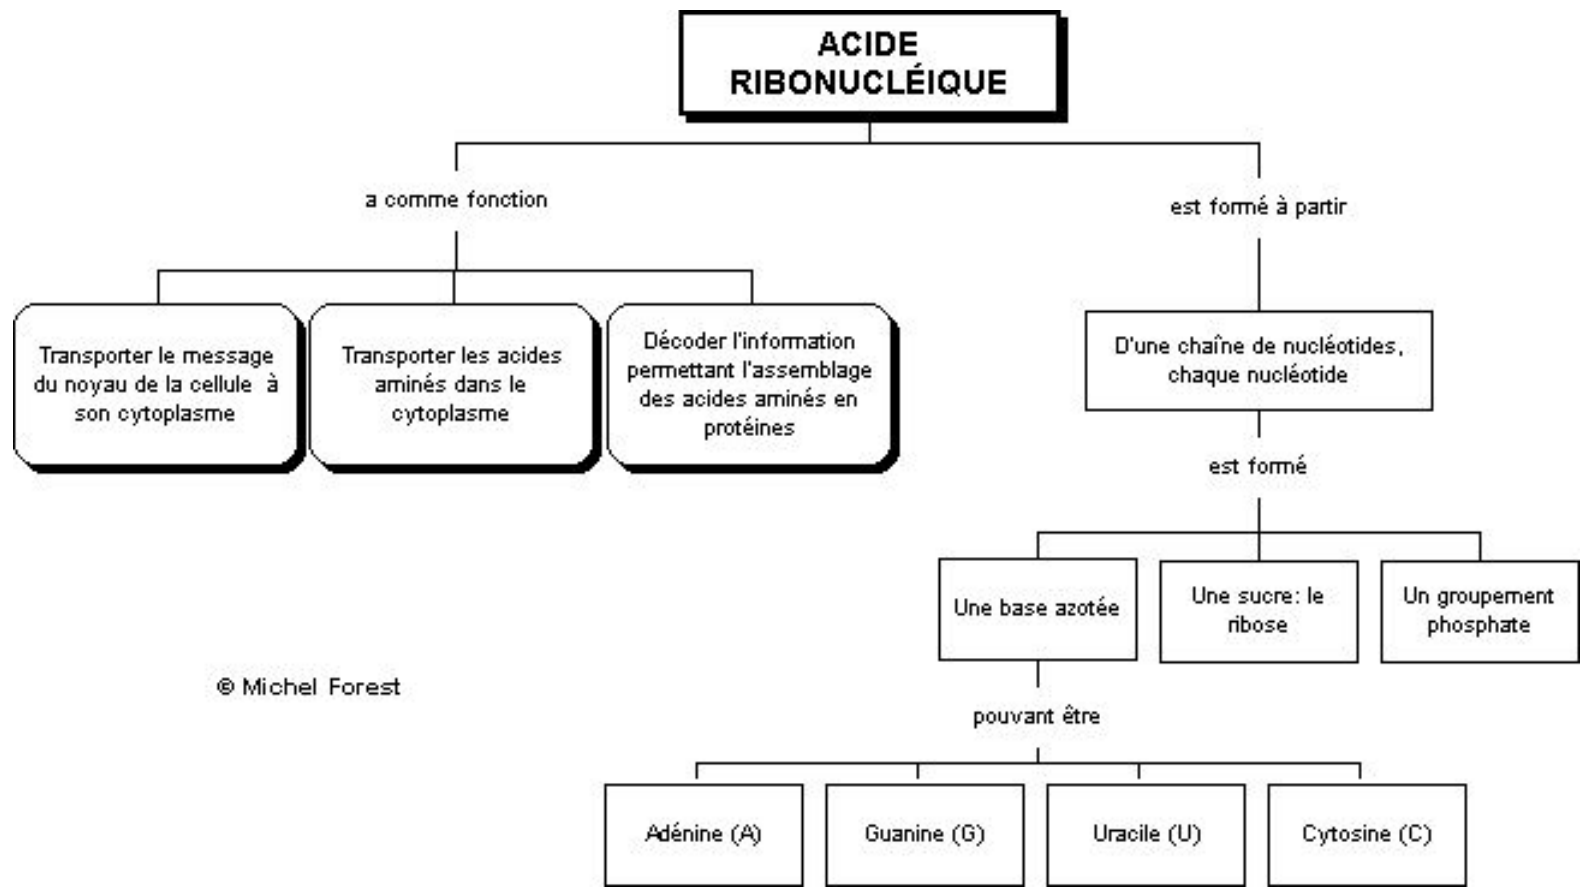 ACIDE
RIBONUCLÉIQUE
a comme fonction
est formé à partir
Transporter le message
du noyau de la cellule à
son cytoplasme
Transporter les acides
aminés dans le
cytoplasme
Décoder l'information
permettant l'assemblage
des acides aminés en
protéines
D'une chaîne de nucléotides,
chaque nucléotide
est formé
Une base azotée
Une sucre: le
ribose
Un groupement
phosphate
© Michel Forest
pouvant être
Adénine (A)
Guanine (G)
Uracile (U)
Cytosine (C)